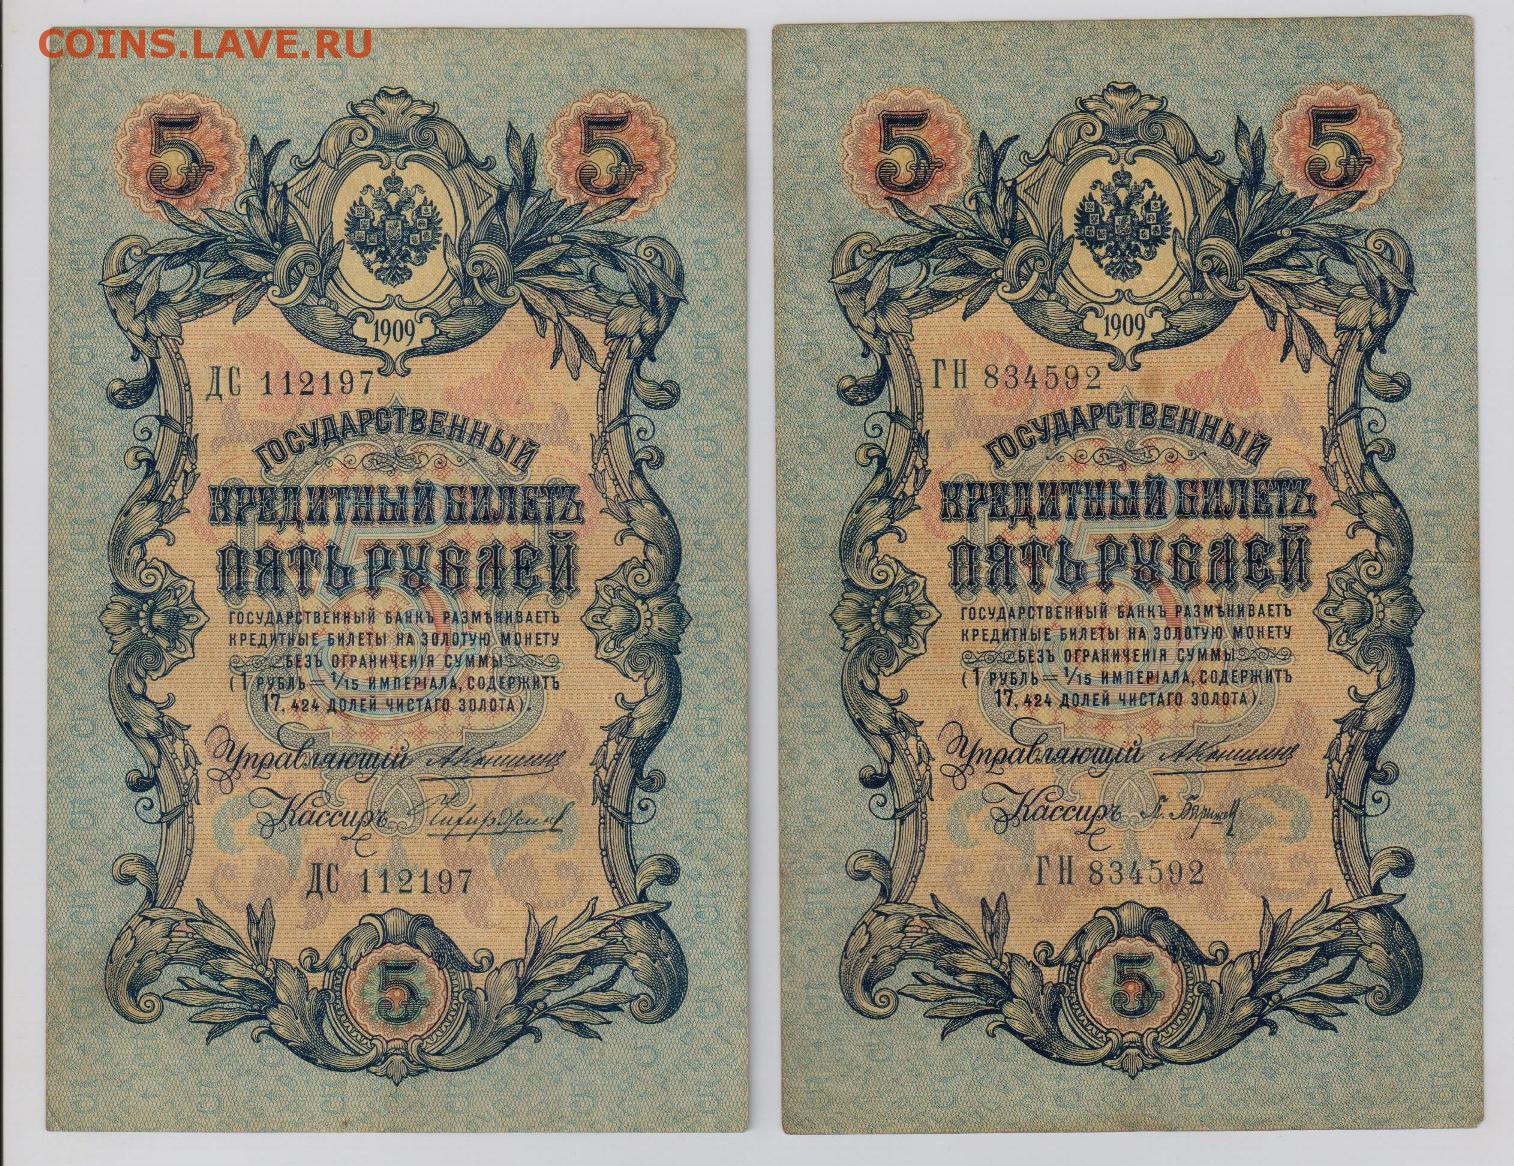 COINS.LAVE.RU
5 5
1909
ДС 112197
ГОСУДАРСТВЕННЫЙ
КРЕДИТНЫЙ БИЛЕТЪ
ПЯТЬ РУБЛЕЙ
ГОСУДАРСТВЕННЫЙ БАНКЪ РАЗМѢНИВАЕТЪ
КРЕДИТНЫЕ БИЛЕТЫ НА ЗОЛОТУЮ МОНЕТУ
БЕЗЪ ОГРАНИЧЕНІЯ СУММЫ
(1 РУБЛЬ = 1/15 ИМПЕРІАЛА, СОДЕРЖИТЪ
17,424 ДОЛЕЙ ЧИСТАГО ЗОЛОТА).
Управляющій
Кассиръ
ДС 112197
5
5 5
1909
ГН 834592
ГОСУДАРСТВЕННЫЙ
КРЕДИТНЫЙ БИЛЕТЪ
ПЯТЬ РУБЛЕЙ
ГОСУДАРСТВЕННЫЙ БАНКЪ РАЗМѢНИВАЕТЪ
КРЕДИТНЫЕ БИЛЕТЫ НА ЗОЛОТУЮ МОНЕТУ
БЕЗЪ ОГРАНИЧЕНІЯ СУММЫ
(1 РУБЛЬ = 1/15 ИМПЕРІАЛА, СОДЕРЖИТЪ
17,424 ДОЛЕЙ ЧИСТАГО ЗОЛОТА).
Управляющій
Кассиръ
ГН 834592
5